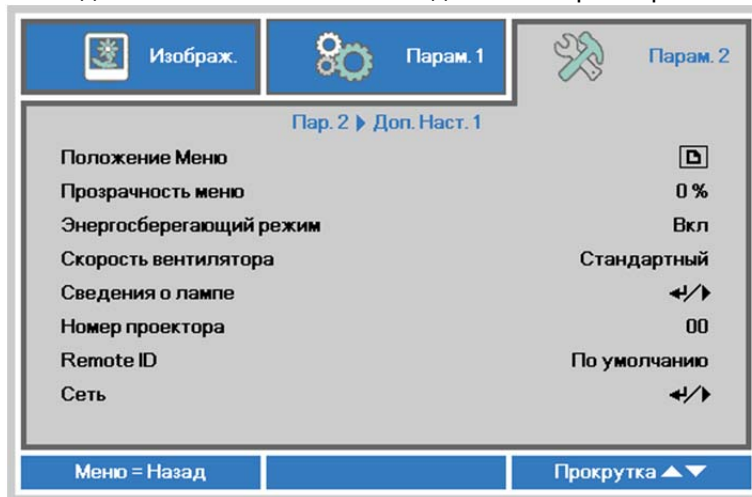 Изображ.
Парам. 1
Парам. 2
Пар. 2 ▶ Доп. Наст. 1
Положение Меню
Прозрачность меню 0 %
Энергосберегающий режим Вкл
Скорость вентилятора Стандартный
Сведения о лампе ↵/▶
Номер проектора 00
Remote ID По умолчанию
Сеть ↵/▶
Меню = Назад
Прокрутка ▲▼